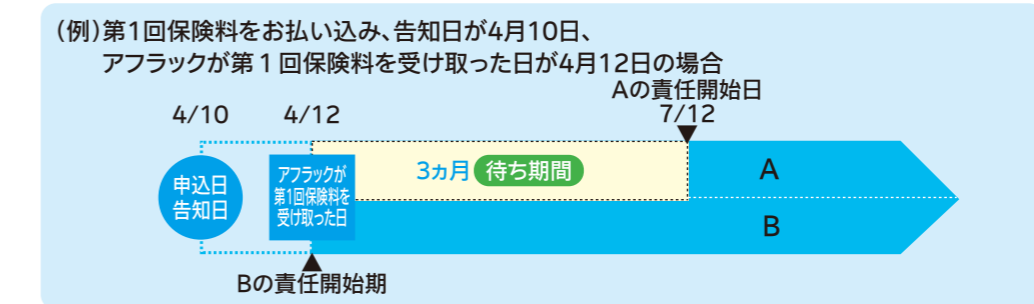 （例）第1回保険料をお払い込み、告知日が4月10日、
アフラックが第１回保険料を受け取った日が4月12日の場合
Aの責任開始日
4/10 4/12 7/12
申込日
告知日
アフラックが
第1回保険料を
受け取った日
3ヵ月 待ち期間
A
B
Bの責任開始期